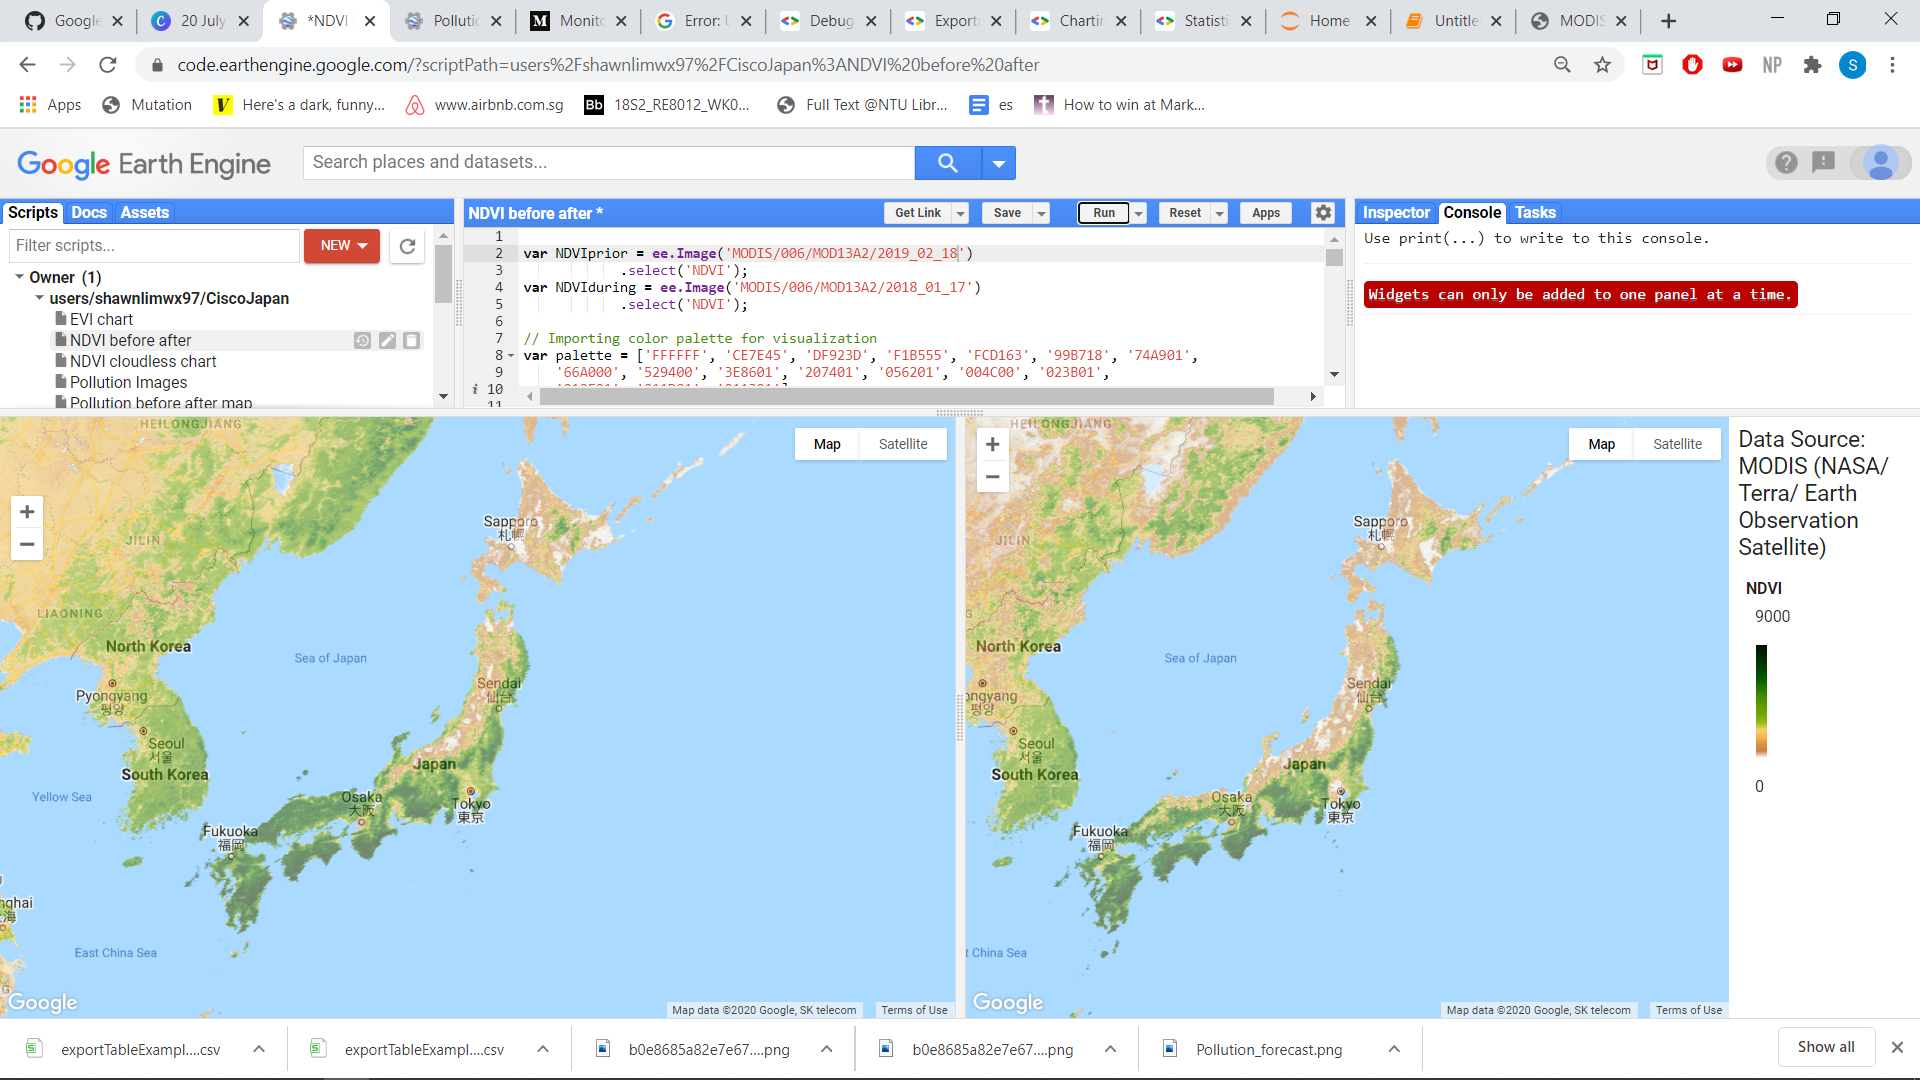 Google
20 July
*NDVI
Pollutic
Monito
Error: U
Debug
Exporti
Chartin
Statisti
Home
Untitle
MODIS
code.earthengine.google.com/?scriptPath=users%2Fshawnlimwx97%2FCiscoJapan%3ANDVI%20before%20after
NP
S
Apps
Mutation
Here's a dark, funny...
www.airbnb.com.sg
Bb
18S2_RE8012_WK0...
Full Text @NTU Libr...
es
How to win at Mark...
Google Earth Engine
Search places and datasets...
Scripts Docs Assets
Filter scripts...
NEW
Owner (1)
users/shawnlimwx97/CiscoJapan
EVI chart
NDVI before after
NDVI cloudless chart
Pollution Images
Pollution before after map
NDVI before after *
Get Link
Save
Run
Reset
Apps
1
2 var NDVIprior = ee.Image('MODIS/006/MOD13A2/2019_02_18')
3 .select('NDVI');
4 var NDVIduring = ee.Image('MODIS/006/MOD13A2/2018_01_17')
5 .select('NDVI');
6
7 // Importing color palette for visualization
8 var palette = ['FFFFFF', 'CE7E45', 'DF923D', 'F1B555', 'FCD163', '99B718', '74A901',
9 '66A000', '529400', '3E8601', '207401', '056201', '004C00', '023B01',
i 10
11
Inspector Console Tasks
Use print(...) to write to this console.
Widgets can only be added to one panel at a time.
HEILONGJIANG
JILIN
LIAONING
North Korea
Pyongyang
평양
Seoul
서울
South Korea
Yellow Sea
Sea of Japan
Sapporo
札幌
Sendai
仙台
Japan
Osaka
大阪
Tokyo
東京
Fukuoka
福岡
nghai
海
East China Sea
Google
Map Satellite
Map data ©2020 Google, SK telecom
Terms of Use
HEILONGJIANG
JILIN
LIAONING
North Korea
ongyang
평양
Seoul
서울
South Korea
Sea of Japan
Sapporo
札幌
Sendai
仙台
Japan
Osaka
大阪
Tokyo
東京
Fukuoka
福岡
t China Sea
Google
Map Satellite
Map data ©2020 Google, SK telecom
Terms of Use
Data Source:
MODIS (NASA/
Terra/ Earth
Observation
Satellite)
NDVI
9000
0
exportTableExampl....csv
exportTableExampl....csv
b0e8685a82e7e67....png
b0e8685a82e7e67....png
Pollution_forecast.png
Show all